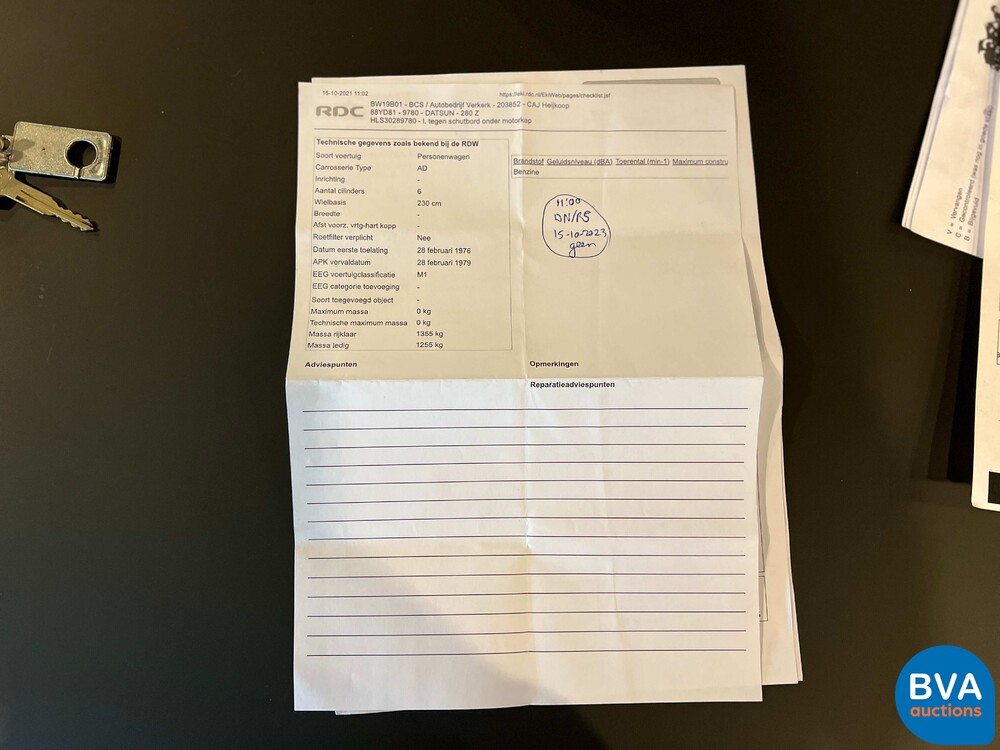 15-10-2021 11:02
https://eki.rdc.nl/EkiWeb/pages/checklist.jsf
RDC
BW19B01 - BCS / Autobedrijf Verkerk - 203852 - CAJ Heijkoop
88YD81 - 9780 - DATSUN - 280 Z
HLS30289780 - l. tegen schutbord onder motorkap
Technische gegevens zoals bekend bij de RDW
Soort voertuig Personenwagen
Carrosserie Type AD
Inrichting -
Aantal cilinders 6
Wielbasis 230 cm
Breedte -
Afst voorz. vrtg-hart kopp -
Roetfilter verplicht Nee
Datum eerste toelating 28 februari 1976
APK vervaldatum 28 februari 1979
EEG voertuigclassificatie M1
EEG categorie toevoeging -
Soort toegevoegd object -
Maximum massa 0 kg
Technische maximum massa 0 kg
Massa rijklaar 1355 kg
Massa ledig 1255 kg
Brandstof Geluidsniveau (dBA) Toerental (min-1) Maximum constru
Benzine
11:00
15-10-2023
geen
Adviespunten
Opmerkingen
Reparatieadviespunten
V = Vervangen
C = Gecontroleerd (was nog in
B = Bijgevuld
BVA
auctions